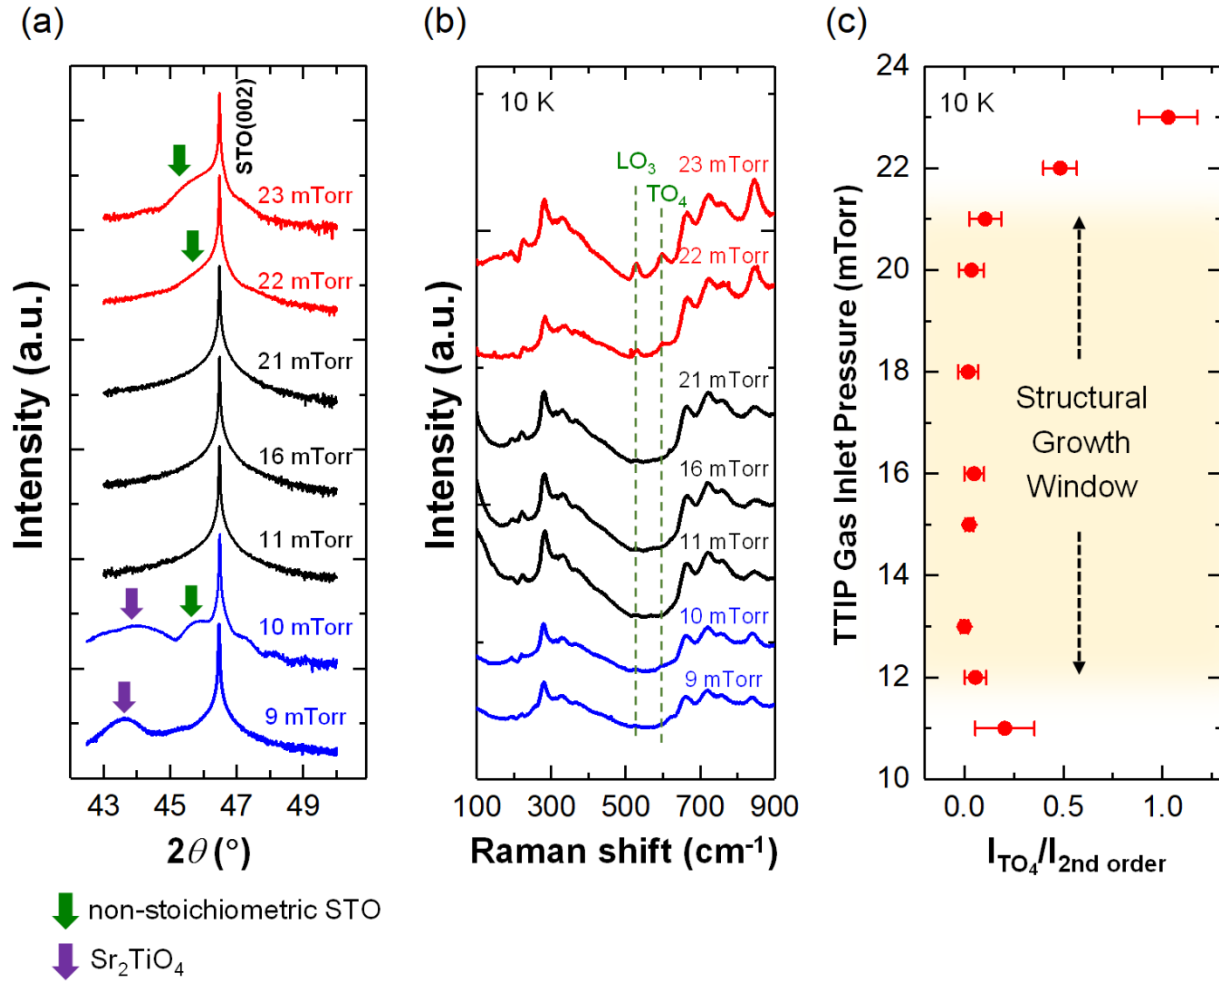 (a)
(b)
(c)
Intensity (a.u.)
STO(002)
23 mTorr
22 mTorr
21 mTorr
16 mTorr
11 mTorr
10 mTorr
9 mTorr
43 45 47 49
2θ (°)
non-stoichiometric STO
Sr₂TiO₄
Intensity (a.u.)
10 K
LO₃
TO₄
23 mTorr
22 mTorr
21 mTorr
16 mTorr
11 mTorr
10 mTorr
9 mTorr
100 300 500 700 900
Raman shift (cm⁻¹)
TTIP Gas Inlet Pressure (mTorr)
24
22
20
18
16
14
12
10
10 K
Structural
Growth
Window
0.0 0.5 1.0
I_TO₄/I_2nd order